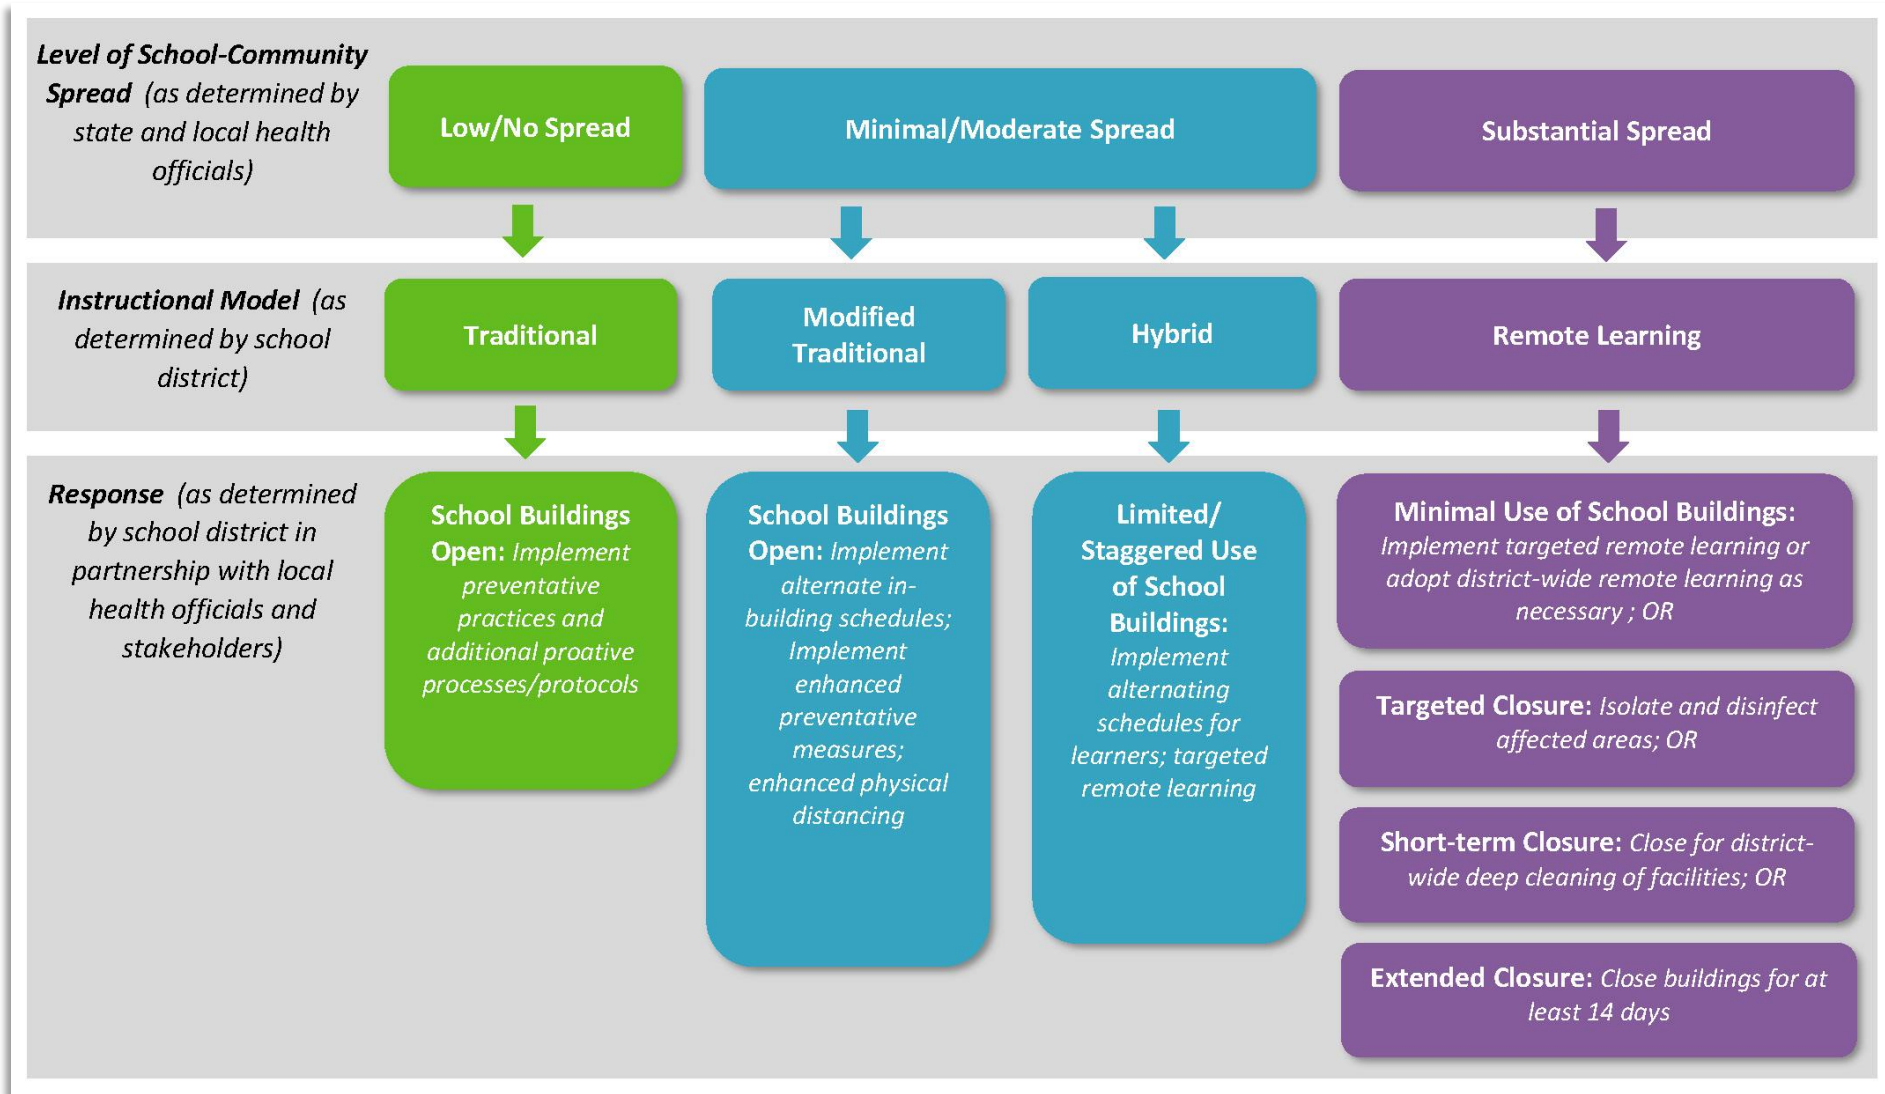 Level of School-Community
Spread (as determined by
state and local health
officials)
Low/No Spread
Minimal/Moderate Spread
Substantial Spread
Instructional Model (as
determined by school
district)
Traditional
Modified
Traditional
Hybrid
Remote Learning
Response (as determined
by school district in
partnership with local
health officials and
stakeholders)
School Buildings
Open: Implement
preventative
practices and
additional proative
processes/protocols
School Buildings
Open: Implement
alternate in-
building schedules;
Implement
enhanced
preventative
measures;
enhanced physical
distancing
Limited/
Staggered Use
of School
Buildings:
Implement
alternating
schedules for
learners; targeted
remote learning
Minimal Use of School Buildings:
Implement targeted remote learning or
adopt district-wide remote learning as
necessary ; OR
Targeted Closure: Isolate and disinfect
affected areas; OR
Short-term Closure: Close for district-
wide deep cleaning of facilities; OR
Extended Closure: Close buildings for at
least 14 days